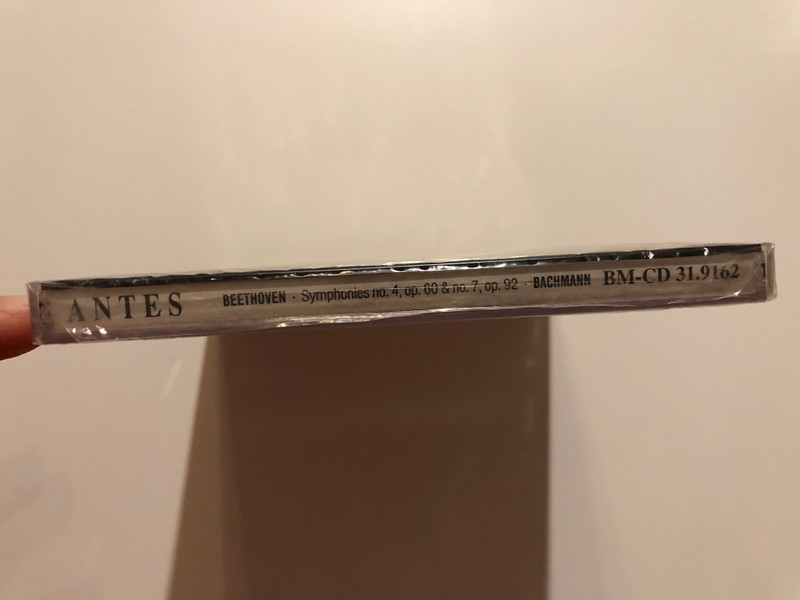 ANTES BEETHOVEN · Symphonies no. 4, op. 60 & no. 7, op. 92 · BACHMANN BM-CD 31.9162